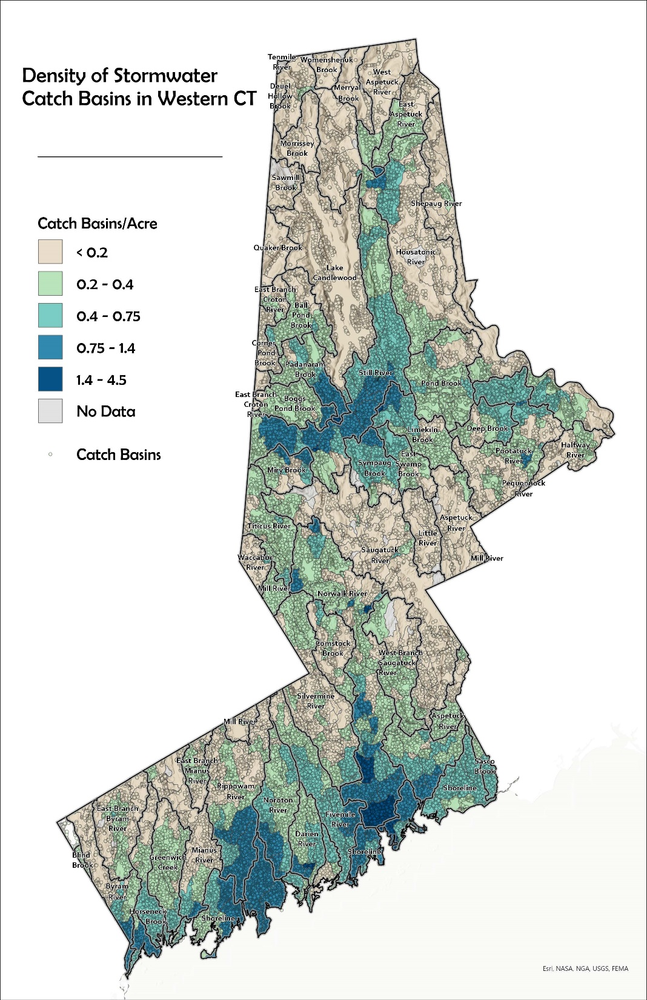 Density of Stormwater
Catch Basins in Western CT
Catch Basins/Acre
< 0.2
0.2 - 0.4
0.4 - 0.75
0.75 - 1.4
1.4 - 4.5
No Data
Catch Basins
Tenmile
River
Womenshenuk
Brook
West
Aspetuck
River
Deuel
Hollow
Brook
Merryall
Brook
East
Aspetuck
River
Morrissey
Brook
Sawmill
Brook
Shepaug River
Quaker Brook
Housatonic
River
Lake
Candlewood
East Branch
Croton
River
Ball
Pond
Brook
Corner
Pond
Brook
Padanaram
Brook
Still River
Pond Brook
East Branch
Croton
River
Boggs
Pond Brook
Limekiln
Brook
Deep Brook
Halfway
River
Pootatuck
River
Miry Brook
Sympaug
Brook
East
Swamp
Brook
Pequonnock
River
Titicus River
Aspetuck
River
Little
River
Waccabuc
River
Saugatuck
River
Mill River
Mill River
Norwalk River
Comstock
Brook
West Branch
Saugatuck
River
Silvermine
River
Mill River
Aspetuck
River
East Branch
Mianus
River
Sasco
Brook
Rippowam
River
Shoreline
Noroton
River
East Branch
Byram
River
Fivemile
River
Darien
River
Shoreline
Blind
Brook
Greenwich
Creek
Mianus
River
Byram
River
Horseneck
Brook
Shoreline
Esri, NASA, NGA, USGS, FEMA